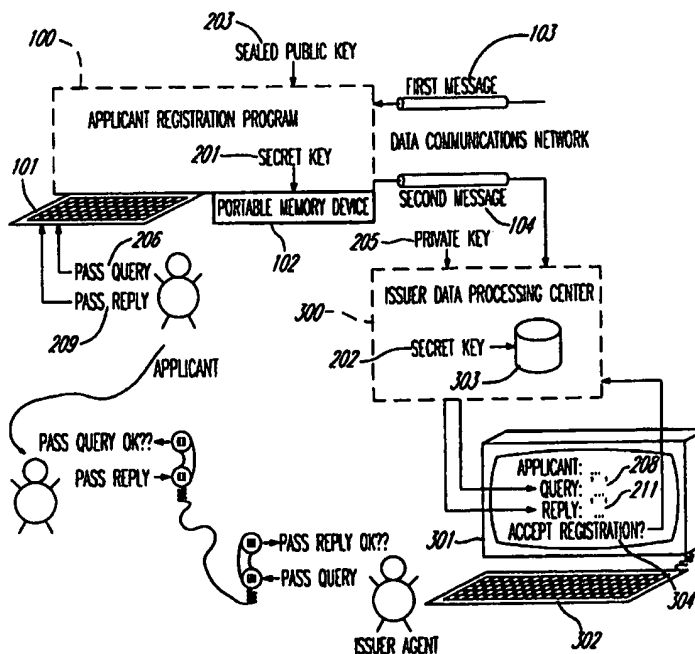 203
SEALED PUBLIC KEY
100
103
FIRST MESSAGE
APPLICANT REGISTRATION PROGRAM
DATA COMMUNICATIONS NETWORK
201
SECRET KEY
101
PORTABLE MEMORY DEVICE
SECOND MESSAGE
102
104
205
PRIVATE KEY
206
PASS QUERY
PASS REPLY
209
ISSUER DATA PROCESSING CENTER
300
202
SECRET KEY
303
APPLICANT
PASS QUERY OK??
PASS REPLY
APPLICANT: ...
208
QUERY: ...
211
REPLY: ...
ACCEPT REGISTRATION?
301
PASS REPLY OK??
PASS QUERY
304
302
ISSUER AGENT